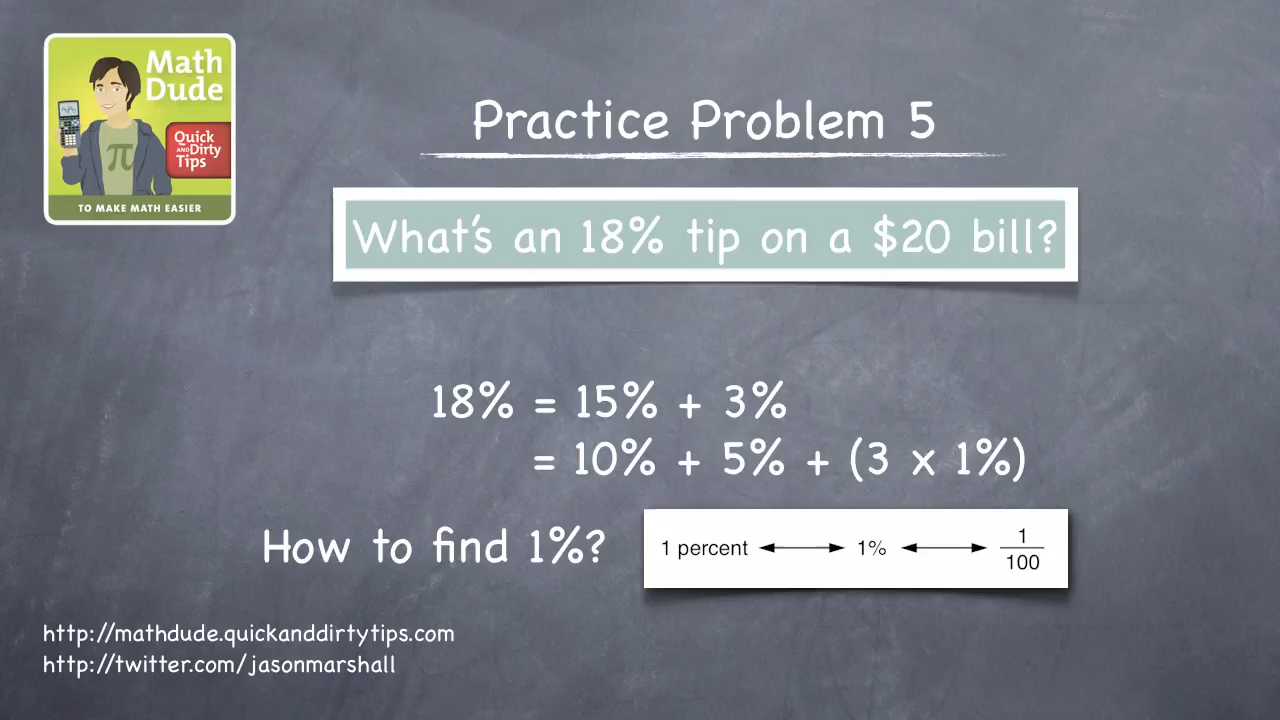 Math
Dude
Quick
AND Dirty
Tips
π
TO MAKE MATH EASIER
Practice Problem 5
What's an 18% tip on a $20 bill?
18% = 15% + 3%
= 10% + 5% + (3 x 1%)
How to find 1%?
1 percent ↔ 1% ↔ 1/100
http://mathdude.quickanddirtytips.com
http://twitter.com/jasonmarshall